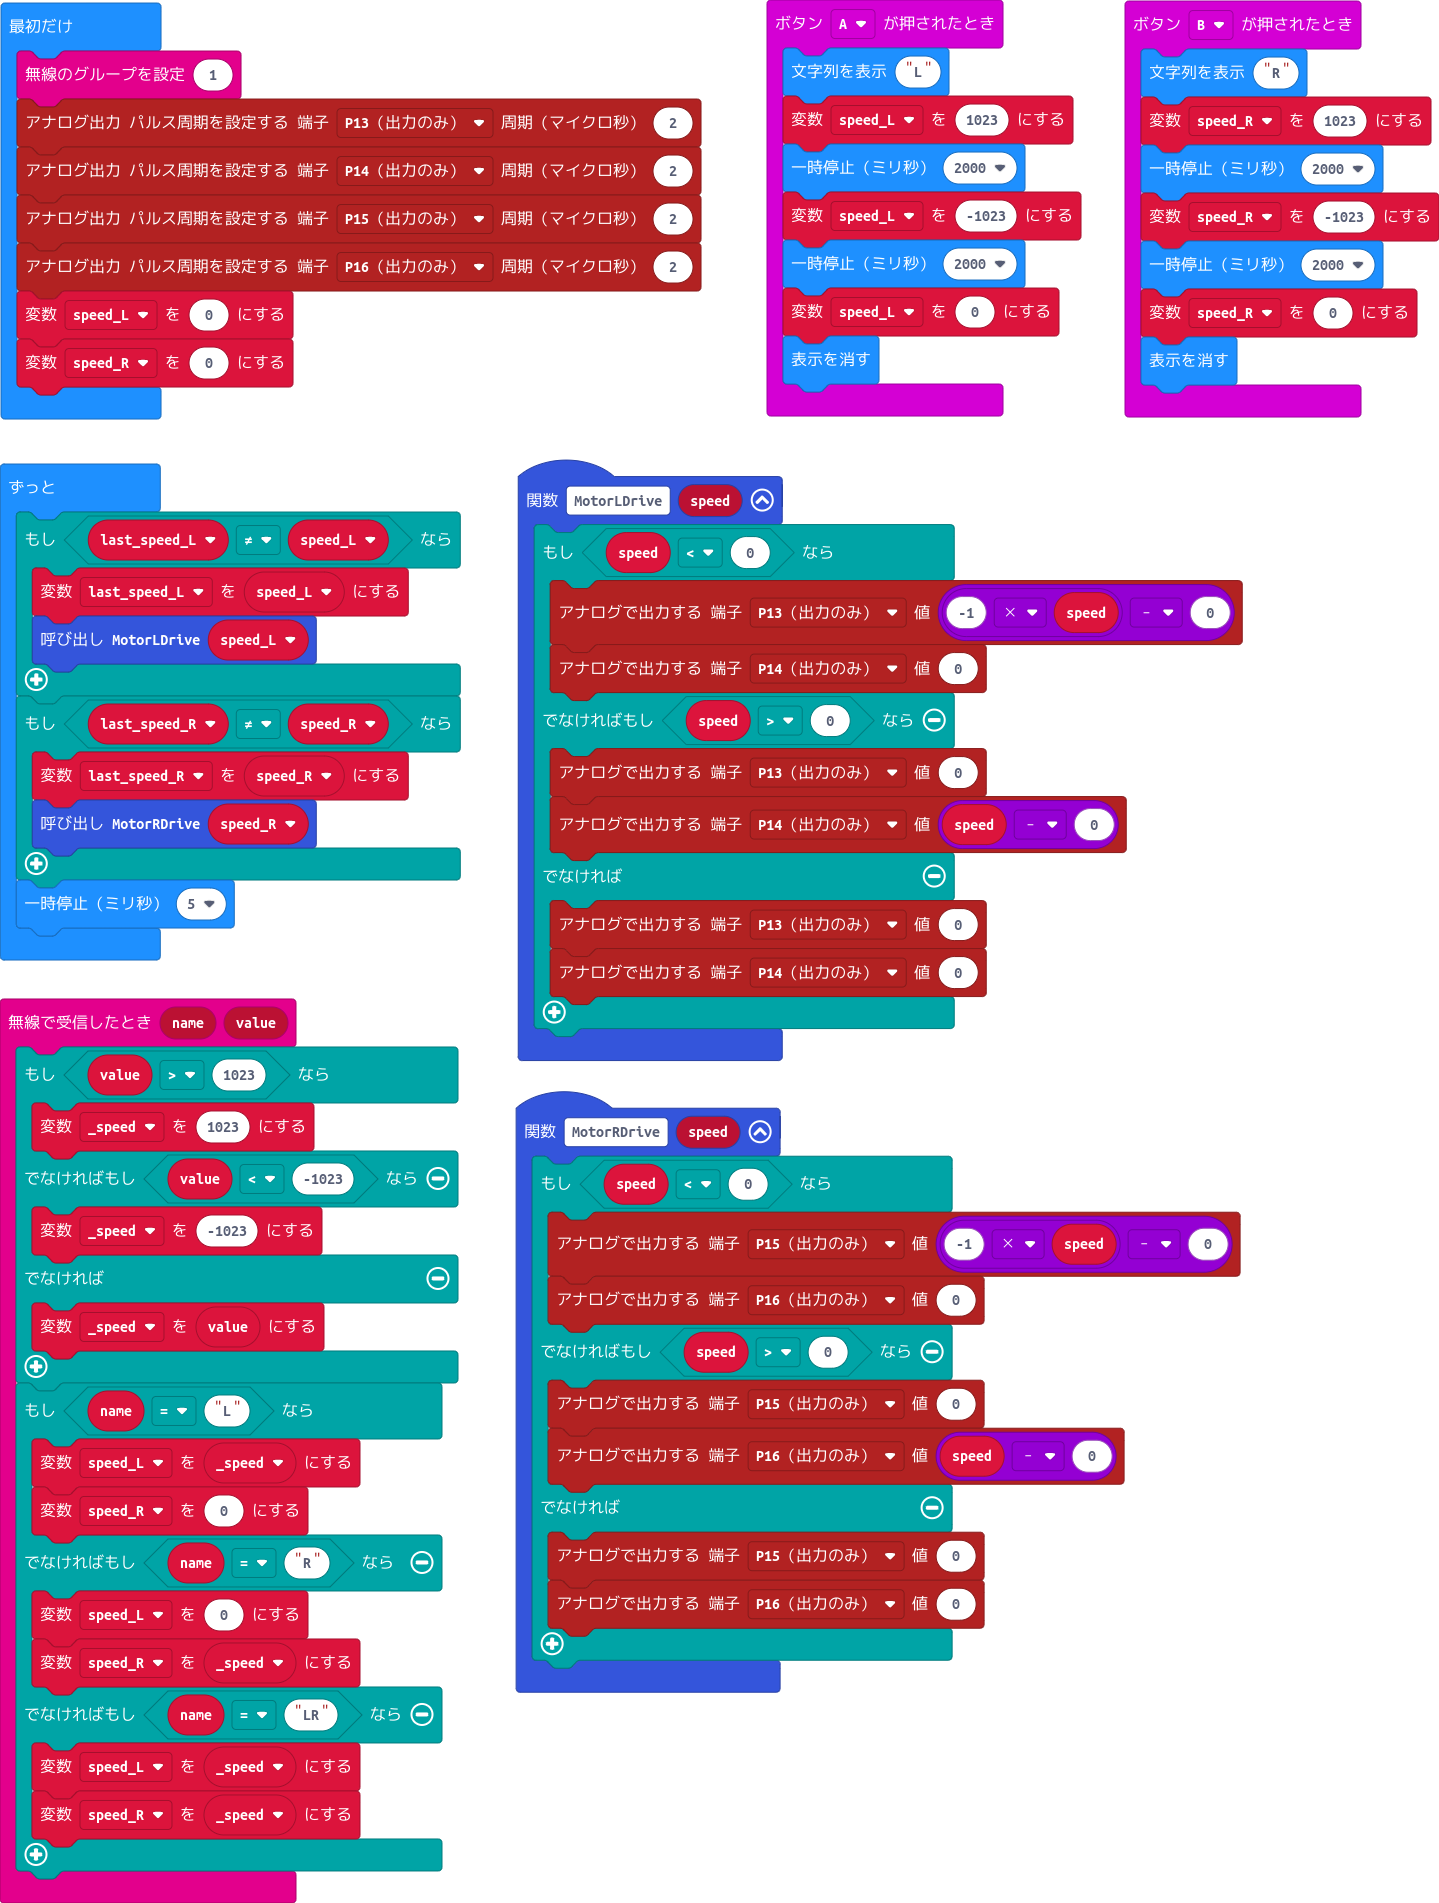 最初だけ
無線のグループを設定 1
アナログ出力 パルス周期を設定する 端子 P13（出力のみ） 周期（マイクロ秒） 2
アナログ出力 パルス周期を設定する 端子 P14（出力のみ） 周期（マイクロ秒） 2
アナログ出力 パルス周期を設定する 端子 P15（出力のみ） 周期（マイクロ秒） 2
アナログ出力 パルス周期を設定する 端子 P16（出力のみ） 周期（マイクロ秒） 2
変数 speed_L を 0 にする
変数 speed_R を 0 にする
ボタン A が押されたとき
文字列を表示 "L"
変数 speed_L を 1023 にする
一時停止（ミリ秒） 2000
変数 speed_L を -1023 にする
一時停止（ミリ秒） 2000
変数 speed_L を 0 にする
表示を消す
ボタン B が押されたとき
文字列を表示 "R"
変数 speed_R を 1023 にする
一時停止（ミリ秒） 2000
変数 speed_R を -1023 にする
一時停止（ミリ秒） 2000
変数 speed_R を 0 にする
表示を消す
ずっと
もし last_speed_L ≠ speed_L なら
変数 last_speed_L を speed_L にする
呼び出し MotorLDrive speed_L
もし last_speed_R ≠ speed_R なら
変数 last_speed_R を speed_R にする
呼び出し MotorRDrive speed_R
一時停止（ミリ秒） 5
関数 MotorLDrive speed
もし speed < 0 なら
アナログで出力する 端子 P13（出力のみ） 値 -1 × speed - 0
アナログで出力する 端子 P14（出力のみ） 値 0
でなければもし speed > 0 なら
アナログで出力する 端子 P13（出力のみ） 値 0
アナログで出力する 端子 P14（出力のみ） 値 speed - 0
でなければ
アナログで出力する 端子 P13（出力のみ） 値 0
アナログで出力する 端子 P14（出力のみ） 値 0
無線で受信したとき name value
もし value > 1023 なら
変数 _speed を 1023 にする
でなければもし value < -1023 なら
変数 _speed を -1023 にする
でなければ
変数 _speed を value にする
もし name = "L" なら
変数 speed_L を _speed にする
変数 speed_R を 0 にする
でなければもし name = "R" なら
変数 speed_L を 0 にする
変数 speed_R を _speed にする
でなければもし name = "LR" なら
変数 speed_L を _speed にする
変数 speed_R を _speed にする
関数 MotorRDrive speed
もし speed < 0 なら
アナログで出力する 端子 P15（出力のみ） 値 -1 × speed - 0
アナログで出力する 端子 P16（出力のみ） 値 0
でなければもし speed > 0 なら
アナログで出力する 端子 P15（出力のみ） 値 0
アナログで出力する 端子 P16（出力のみ） 値 speed - 0
でなければ
アナログで出力する 端子 P15（出力のみ） 値 0
アナログで出力する 端子 P16（出力のみ） 値 0